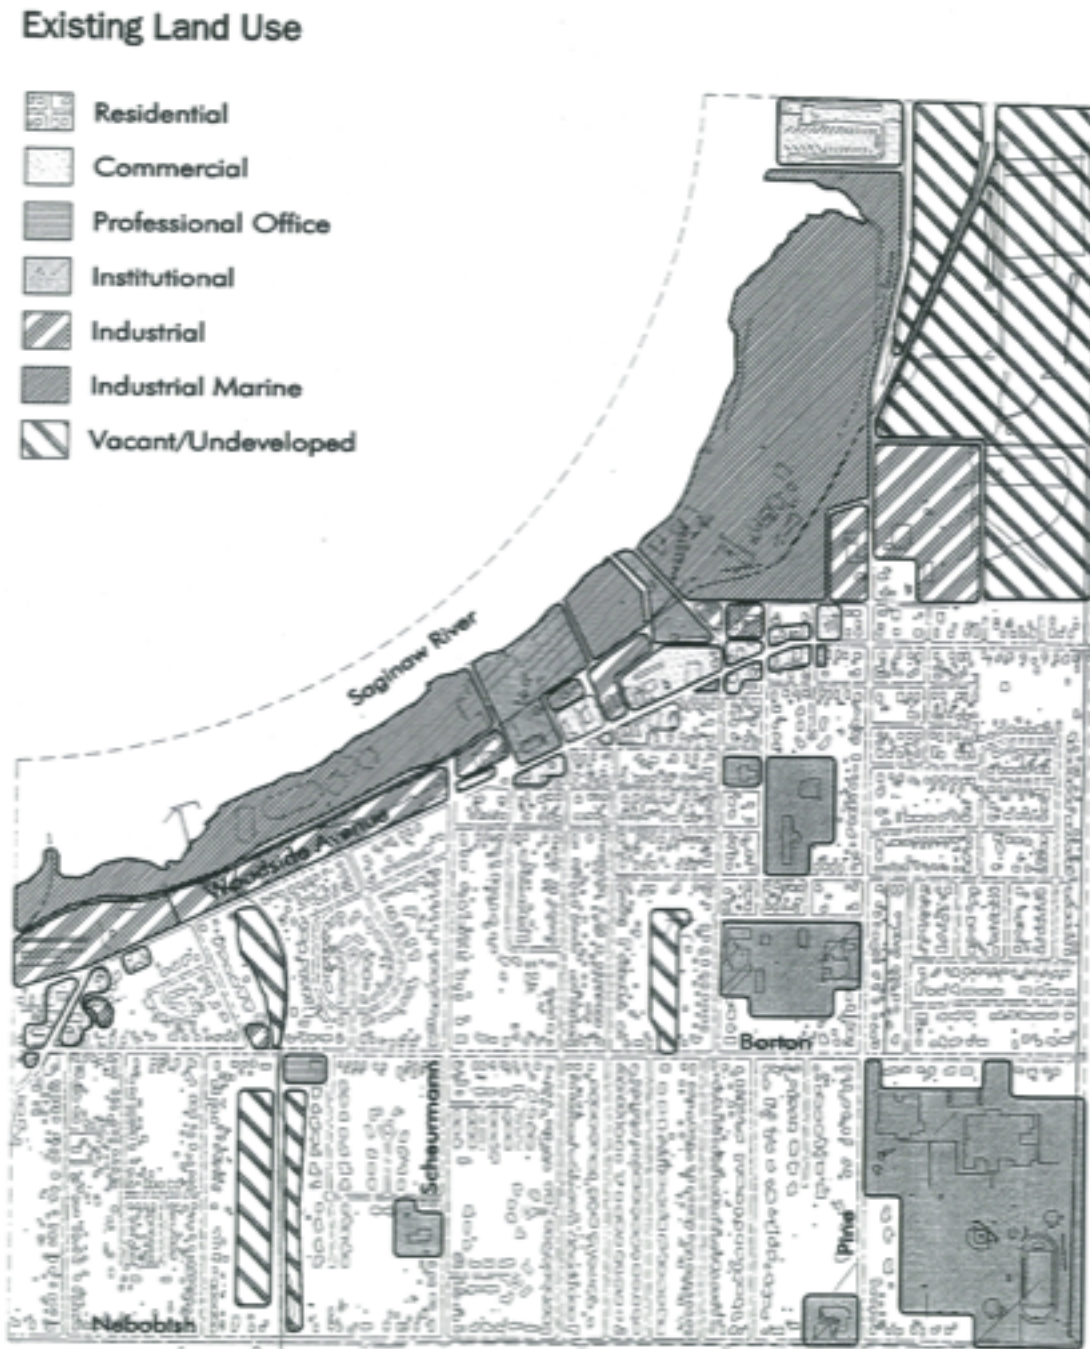 Existing Land Use
Residential
Commercial
Professional Office
Institutional
Industrial
Industrial Marine
Vacant/Undeveloped
Saginaw River
Woodside Avenue
Borton
Scheurmann
Pine
Nebobish